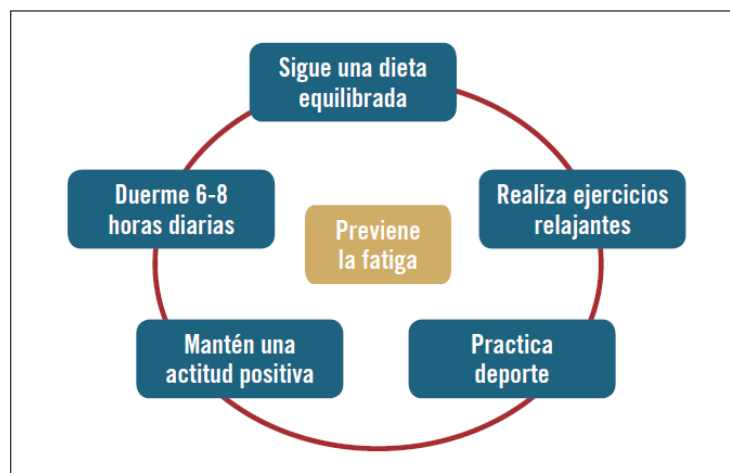 Sigue una dieta
equilibrada
Duerme 6-8
horas diarias
Realiza ejercicios
relajantes
Previene
la fatiga
Mantén una
actitud positiva
Practica
deporte